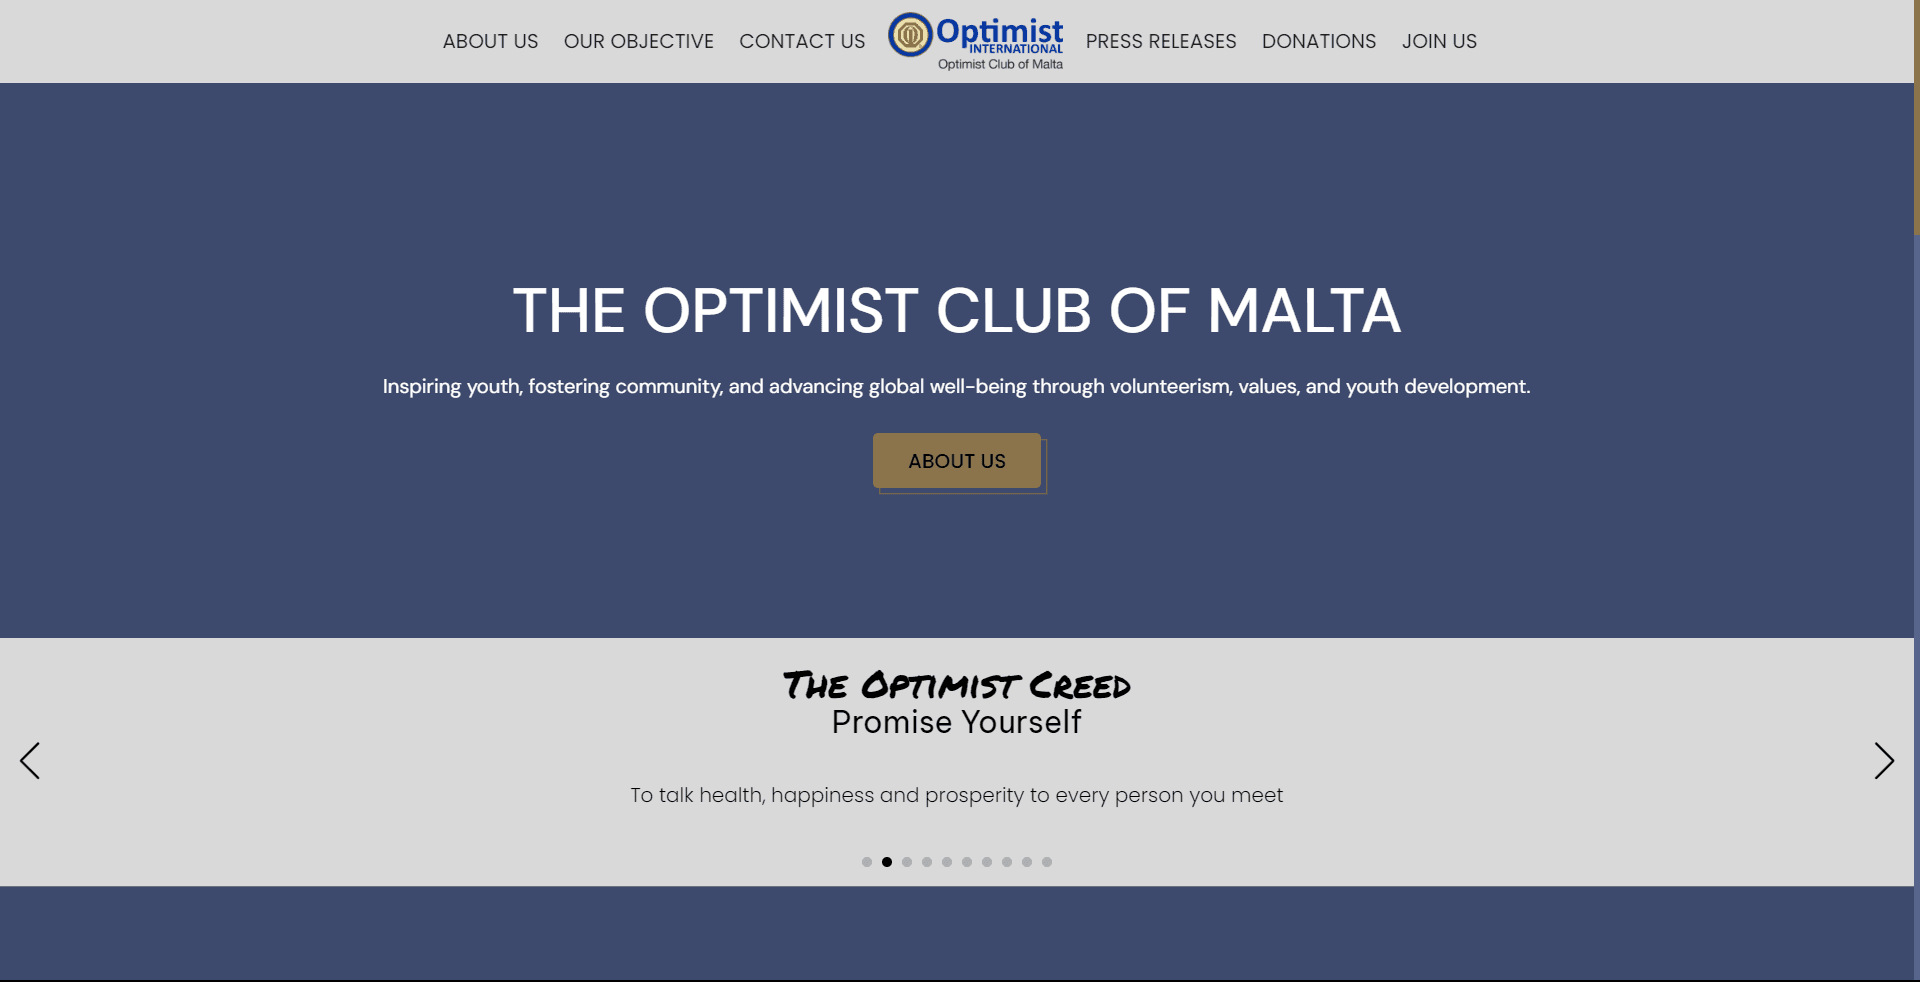 ABOUT US
OUR OBJECTIVE
CONTACT US
Optimist
INTERNATIONAL
Optimist Club of Malta
PRESS RELEASES
DONATIONS
JOIN US
THE OPTIMIST CLUB OF MALTA
Inspiring youth, fostering community, and advancing global well-being through volunteerism, values, and youth development.
ABOUT US
The Optimist Creed
Promise Yourself
To talk health, happiness and prosperity to every person you meet